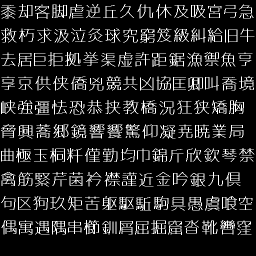 黍却客脚虐逆丘久仇休及吸宮弓急
救朽求汲泣灸球究窮笈級糾給旧牛
去居巨拒拠挙渠虚許距鋸漁禦魚亨
享京供侠僑兇競共凶協匡卿叫喬境
峡強彊怯恐恭挟教橋況狂狭矯胸
脅興蕎郷鏡響饗驚仰凝尭暁業局
曲極玉桐粁僅勤均巾錦斤欣欽琴禁
禽筋緊芹菌衿襟謹近金吟銀九倶
句区狗玖矩苦躯駆駈駒具愚虞喰空
偶寓遇隅串櫛釧屑屈掘窟沓靴轡窪